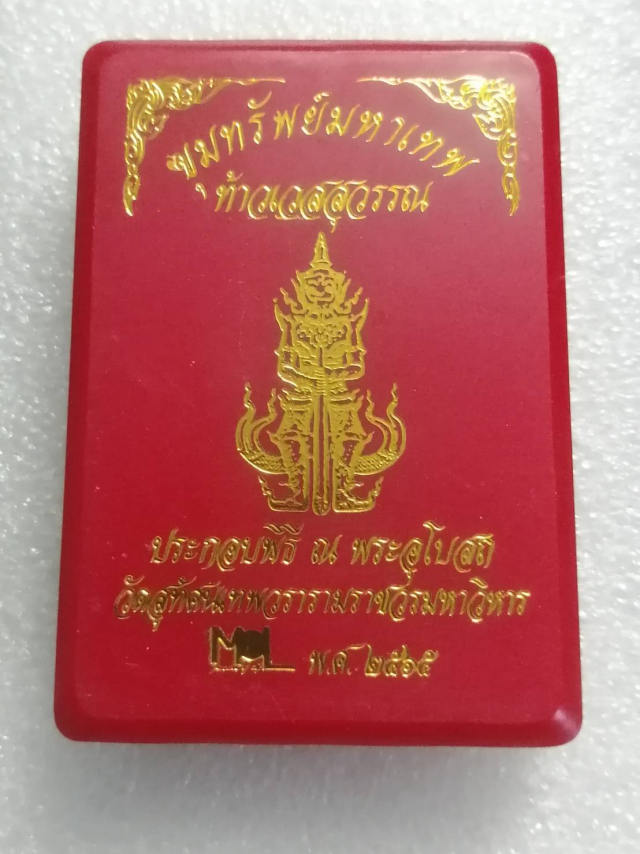 ขุมทรัพย์มหาเทพ
ท้าวเวสสุวรรณ
ประกอบพิธี ณ พระอุโบสถ
วัดสุทัศนเทพวรารามราชวรมหาวิหาร
MOL พ.ศ. ๒๕๖๕